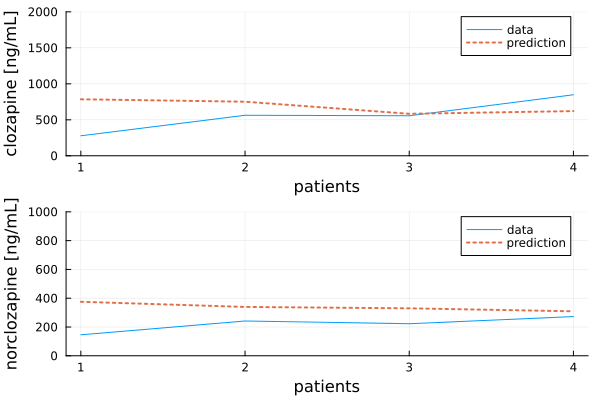 clozapine [ng/mL]
2000
1500
1000
500
0
data
prediction
1 2 3 4
patients
norclozapine [ng/mL]
1000
800
600
400
200
0
data
prediction
1 2 3 4
patients